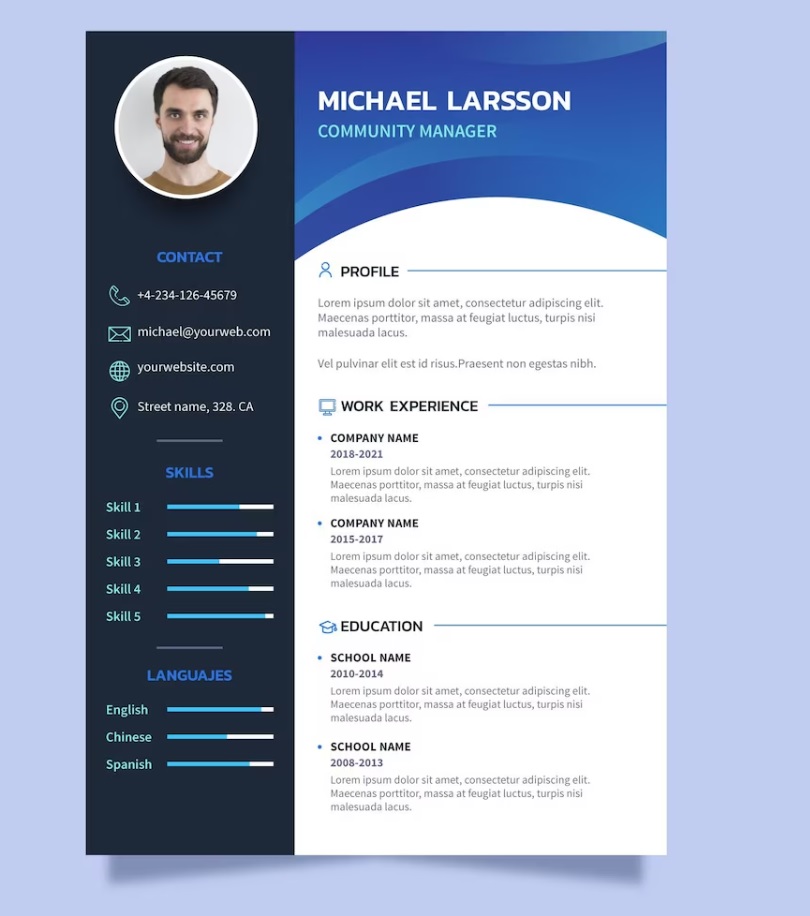 MICHAEL LARSSON
COMMUNITY MANAGER
CONTACT
+4-234-126-45679
michael@yourweb.com
yourwebsite.com
Street name, 328. CA
SKILLS
Skill 1
Skill 2
Skill 3
Skill 4
Skill 5
LANGUAJES
English
Chinese
Spanish
PROFILE
Lorem ipsum dolor sit amet, consectetur adipiscing elit.
Maecenas porttitor, massa at feugiat luctus, turpis nisi
malesuada lacus.
Vel pulvinar elit est id risus.Praesent non egestas nibh.
WORK EXPERIENCE
COMPANY NAME
2018-2021
Lorem ipsum dolor sit amet, consectetur adipiscing elit.
Maecenas porttitor, massa at feugiat luctus, turpis nisi
malesuada lacus.
COMPANY NAME
2015-2017
Lorem ipsum dolor sit amet, consectetur adipiscing elit.
Maecenas porttitor, massa at feugiat luctus, turpis nisi
malesuada lacus.
EDUCATION
SCHOOL NAME
2010-2014
Lorem ipsum dolor sit amet, consectetur adipiscing elit.
Maecenas porttitor, massa at feugiat luctus, turpis nisi
malesuada lacus.
SCHOOL NAME
2008-2013
Lorem ipsum dolor sit amet, consectetur adipiscing elit.
Maecenas porttitor, massa at feugiat luctus, turpis nisi
malesuada lacus.